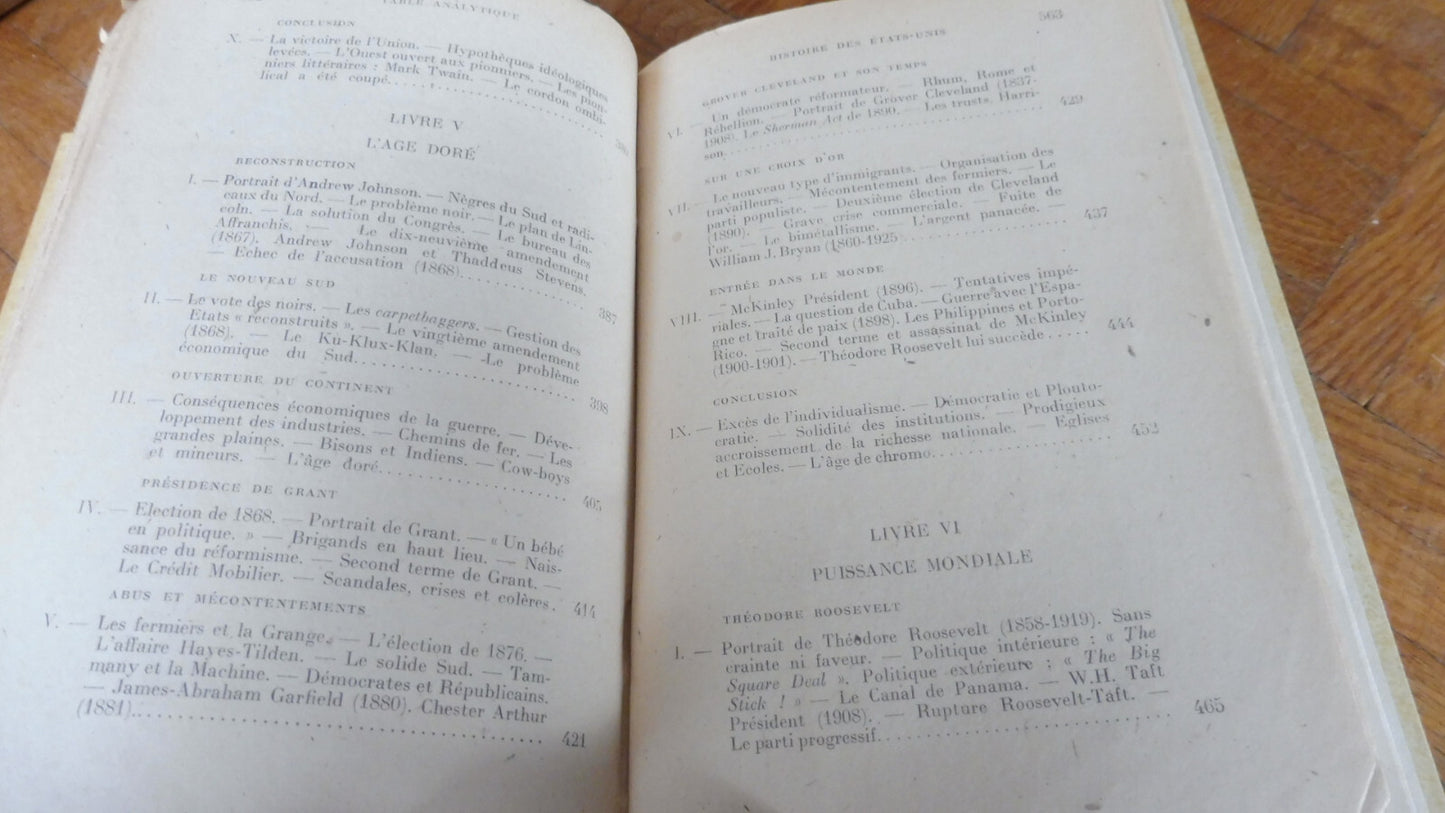 TABLE ANALYTIQUE
CONCLUSION
X. — La victoire de l'Union. — Hypothèques idéologiques
levées. — L'Ouest ouvert aux pionniers. — Les pion-
niers littéraires : Mark Twain. — Le cordon ombi-
lical a été coupé.
380
LIVRE V
L'AGE DORÉ
RECONSTRUCTION
I. — Portrait d'Andrew Johnson. — Nègres du Sud et radi-
caux du Nord. — Le problème noir. — Le plan de Lin-
coln. — La solution du Congrès. — Le bureau des
Affranchis. — Le dix-neuvième amendement
(1867). Andrew Johnson et Thaddeus Stevens.
— Echec de l'accusation (1868). 387
LE NOUVEAU SUD
II. — Le vote des noirs. — Les carpetbaggers. — Gestion des
Etats « reconstruits ». — Le vingtième amendement
(1868). — Le Ku-Klux-Klan. — Le problème
économique du Sud. 398
OUVERTURE DU CONTINENT
III. — Conséquences économiques de la guerre. — Déve-
loppement des industries. — Chemins de fer. — Les
grandes plaines. — Bisons et Indiens. — Cow-boys
et mineurs. — L'âge doré. 405
PRÉSIDENCE DE GRANT
IV. — Election de 1868. — Portrait de Grant. — « Un bébé
en politique. » — Brigands en haut lieu. — Nais-
sance du réformisme. — Second terme de Grant. —
Le Crédit Mobilier. — Scandales, crises et colères. 414
ABUS ET MÉCONTENTEMENTS
V. — Les fermiers et la Grange. — L'élection de 1876. —
L'affaire Hayes-Tilden. — Le solide Sud. — Tam-
many et la Machine. — Démocrates et Républicains.
— James-Abraham Garfield (1880). Chester Arthur
(1881). 421
563
HISTOIRE DES ÉTATS-UNIS
GROVER CLEVELAND ET SON TEMPS
VI. — Un démocrate réformateur. — Rhum, Rome et
Rébellion. — Portrait de Grover Cleveland (1837-
1908). Le Sherman Act de 1890. — Les trusts. Harri-
son. 429
SUR UNE CROIX D'OR
VII. — Le nouveau type d'immigrants. — Organisation des
travailleurs. — Mécontentement des fermiers. — Le
parti populiste. — Deuxième élection de Cleveland
(1890). — Grave crise commerciale. — Fuite de
l'or. — Le bimétallisme. — L'argent panacée. —
William J. Bryan (1860-1925 437
ENTRÉE DANS LE MONDE
VIII. — McKinley Président (1896). — Tentatives impé-
riales. — La question de Cuba. — Guerre avec l'Espa-
gne et traité de paix (1898). Les Philippines et Porto-
Rico. — Second terme et assassinat de McKinley
(1900-1901). — Théodore Roosevelt lui succède 444
CONCLUSION
IX. — Excès de l'individualisme. — Démocratie et Plouto-
cratie. — Solidité des institutions. — Prodigieux
accroissement de la richesse nationale. — Eglises
et Ecoles. — L'âge de chromo. 452
LIVRE VI
PUISSANCE MONDIALE
THÉODORE ROOSEVELT
I. — Portrait de Théodore Roosevelt (1858-1919). Sans
crainte ni faveur. — Politique intérieure : « The
Square Deal ». Politique extérieure : « The Big
Stick ! » — Le Canal de Panama. — W.H. Taft
Président (1908). — Rupture Roosevelt-Taft. —
Le parti progressif. 465